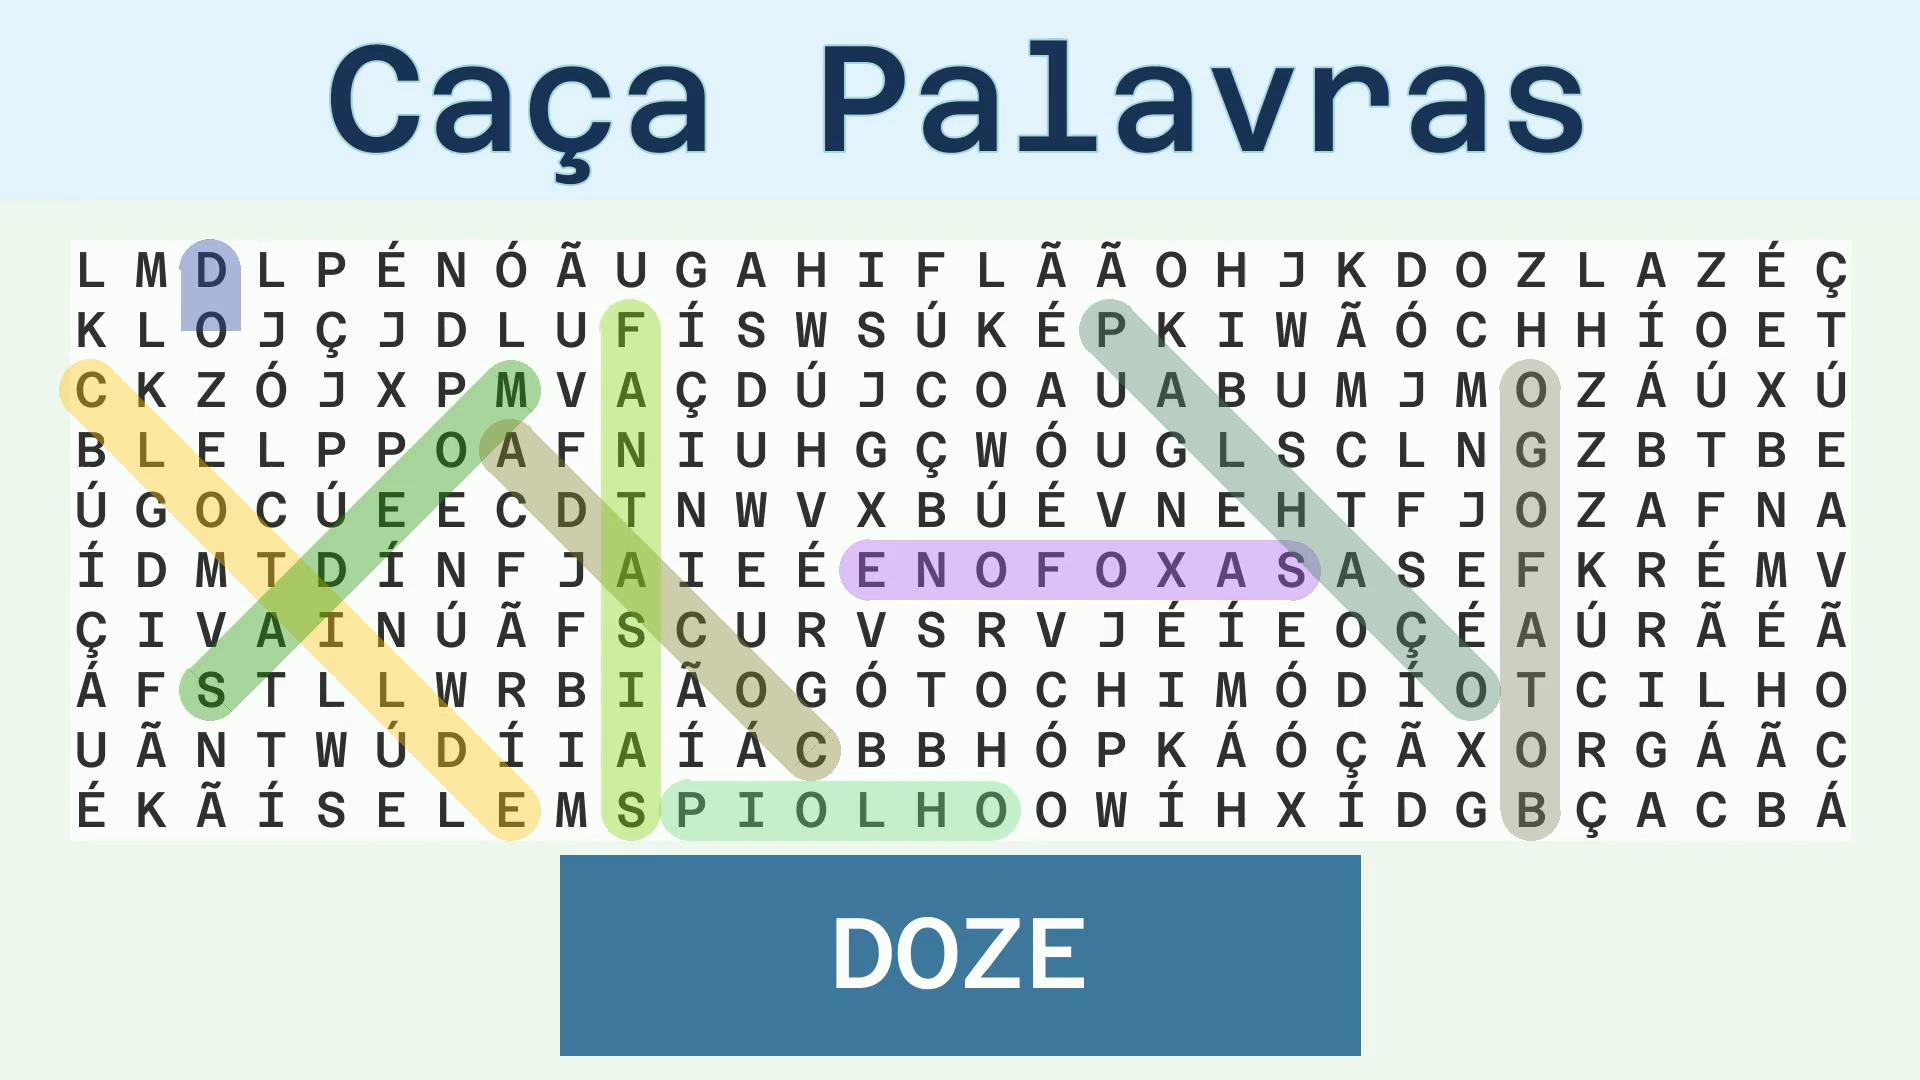 Caça Palavras
L M D L P É N Ó Ã U G A H I F L Ã Ã O H J K D O Z L A Z É Ç
K L O J Ç J D L U F Í S W S Ú K É P K I W Ã Ó C H H Í O E T
C K Z Ó J X P M V A Ç D Ú J C O A U A B U M J M O Z Á Ú X Ú
B L E L P P O A F N I U H G Ç W Ó U G L S C L N G Z B T B E
Ú G O C Ú E E C D T N W V X B Ú É V N E H T F J O Z A F N A
Í D M T D Í N F J A I E É E N O F O X A S A S E F K R É M V
Ç I V A I N Ú Ã F S C U R V S R V J É Í E O Ç É A Ú R Ã É Ã
Á F S T L L W R B I Ã O G Ó T O C H I M Ó D Í O T C I L H O
U Ã N T W Ú D Í I A Í Á C B B H Ó P K Á Ó Ç Ã X O R G Á Ã C
É K Ã Í S E L E M S P I O L H O O W Í H X Í D G B Ç A C B Á
DOZE